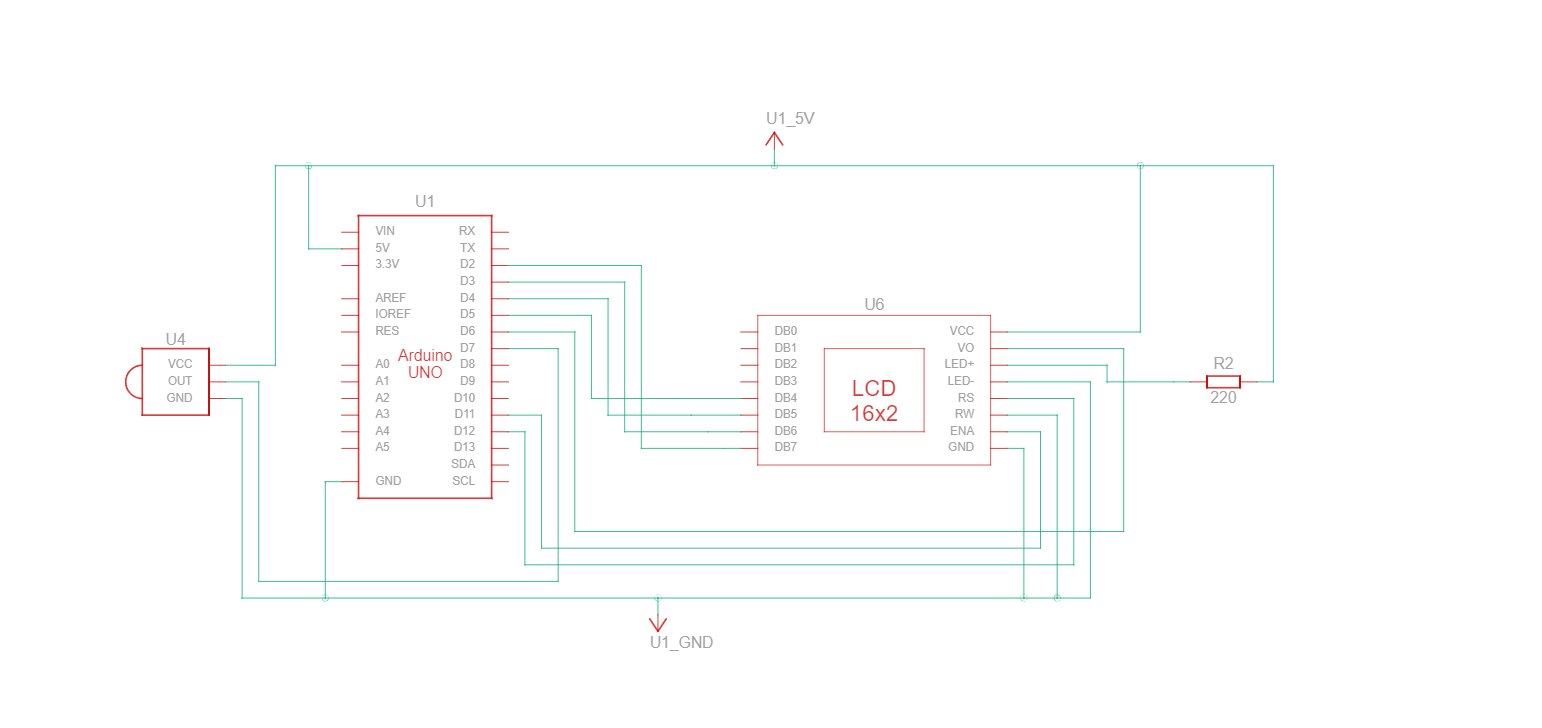 U1_5V
U1
VIN RX
5V TX
3.3V D2
D3
AREF D4
IOREF D5
RES D6
D7
A0 D8
A1 D9
A2 D10
A3 D11
A4 D12
A5 D13
SDA
GND SCL
Arduino
UNO
U4
VCC
OUT
GND
U6
DB0 VCC
DB1 VO
DB2 LED+
DB3 LED-
DB4 RS
DB5 RW
DB6 ENA
DB7 GND
LCD
16x2
R2
220
U1_GND